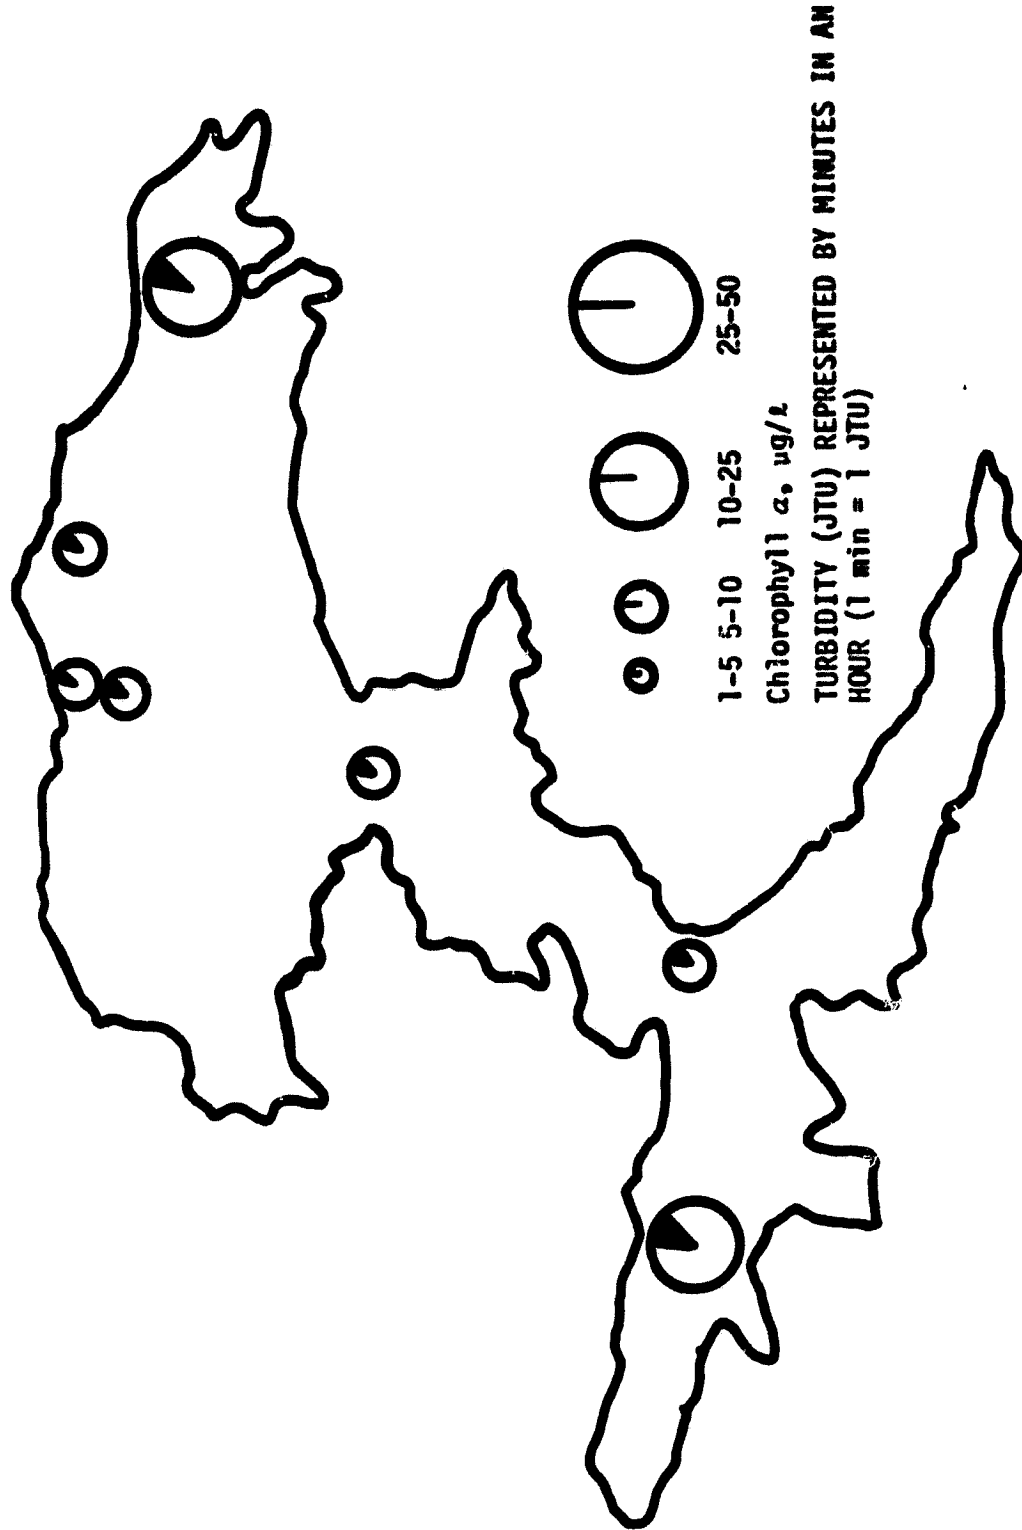 1-5 5-10 10-25 25-50
Chlorophyll a, ug/ℓ
TURBIDITY (JTU) REPRESENTED BY MINUTES IN AN
HOUR (1 min = 1 JTU)